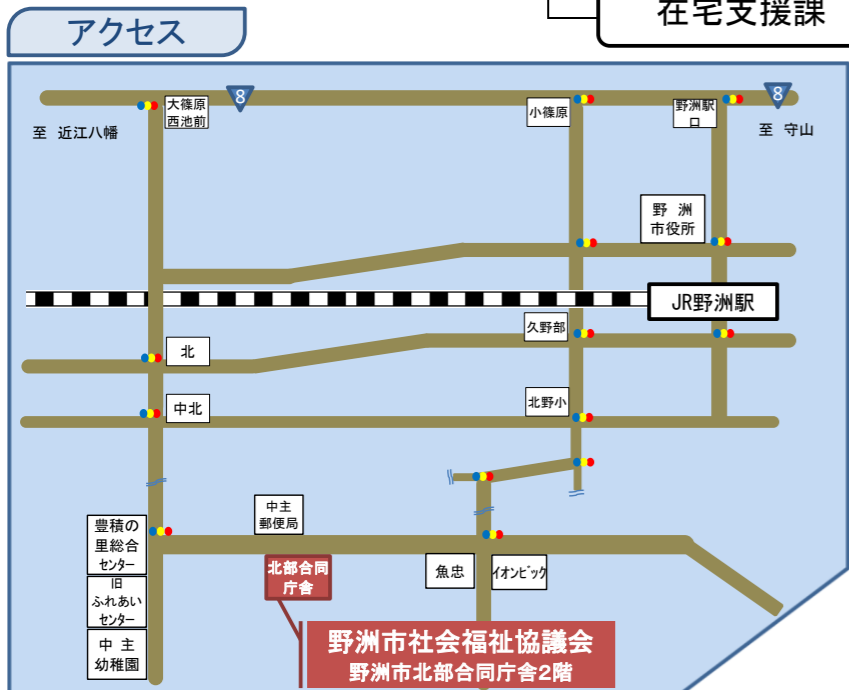 在宅支援課
アクセス
大篠原
西池前
8
小篠原
野洲駅
口
8
至 近江八幡
至 守山
野 洲
市役所
JR野洲駅
久野部
北
中北
北野小
中主
郵便局
豊積の
里総合
センター
旧
ふれあい
センター
中 主
幼稚園
北部合同
庁舎
魚忠
イオンビック
野洲市社会福祉協議会
野洲市北部合同庁舎2階